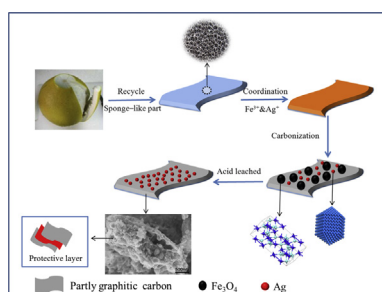 Recycle
Sponge-like part
Coordination
Fe³⁺&Ag⁺
Carbonization
Acid leached
Protective layer
Partly graphitic carbon
Fe₃O₄
Ag